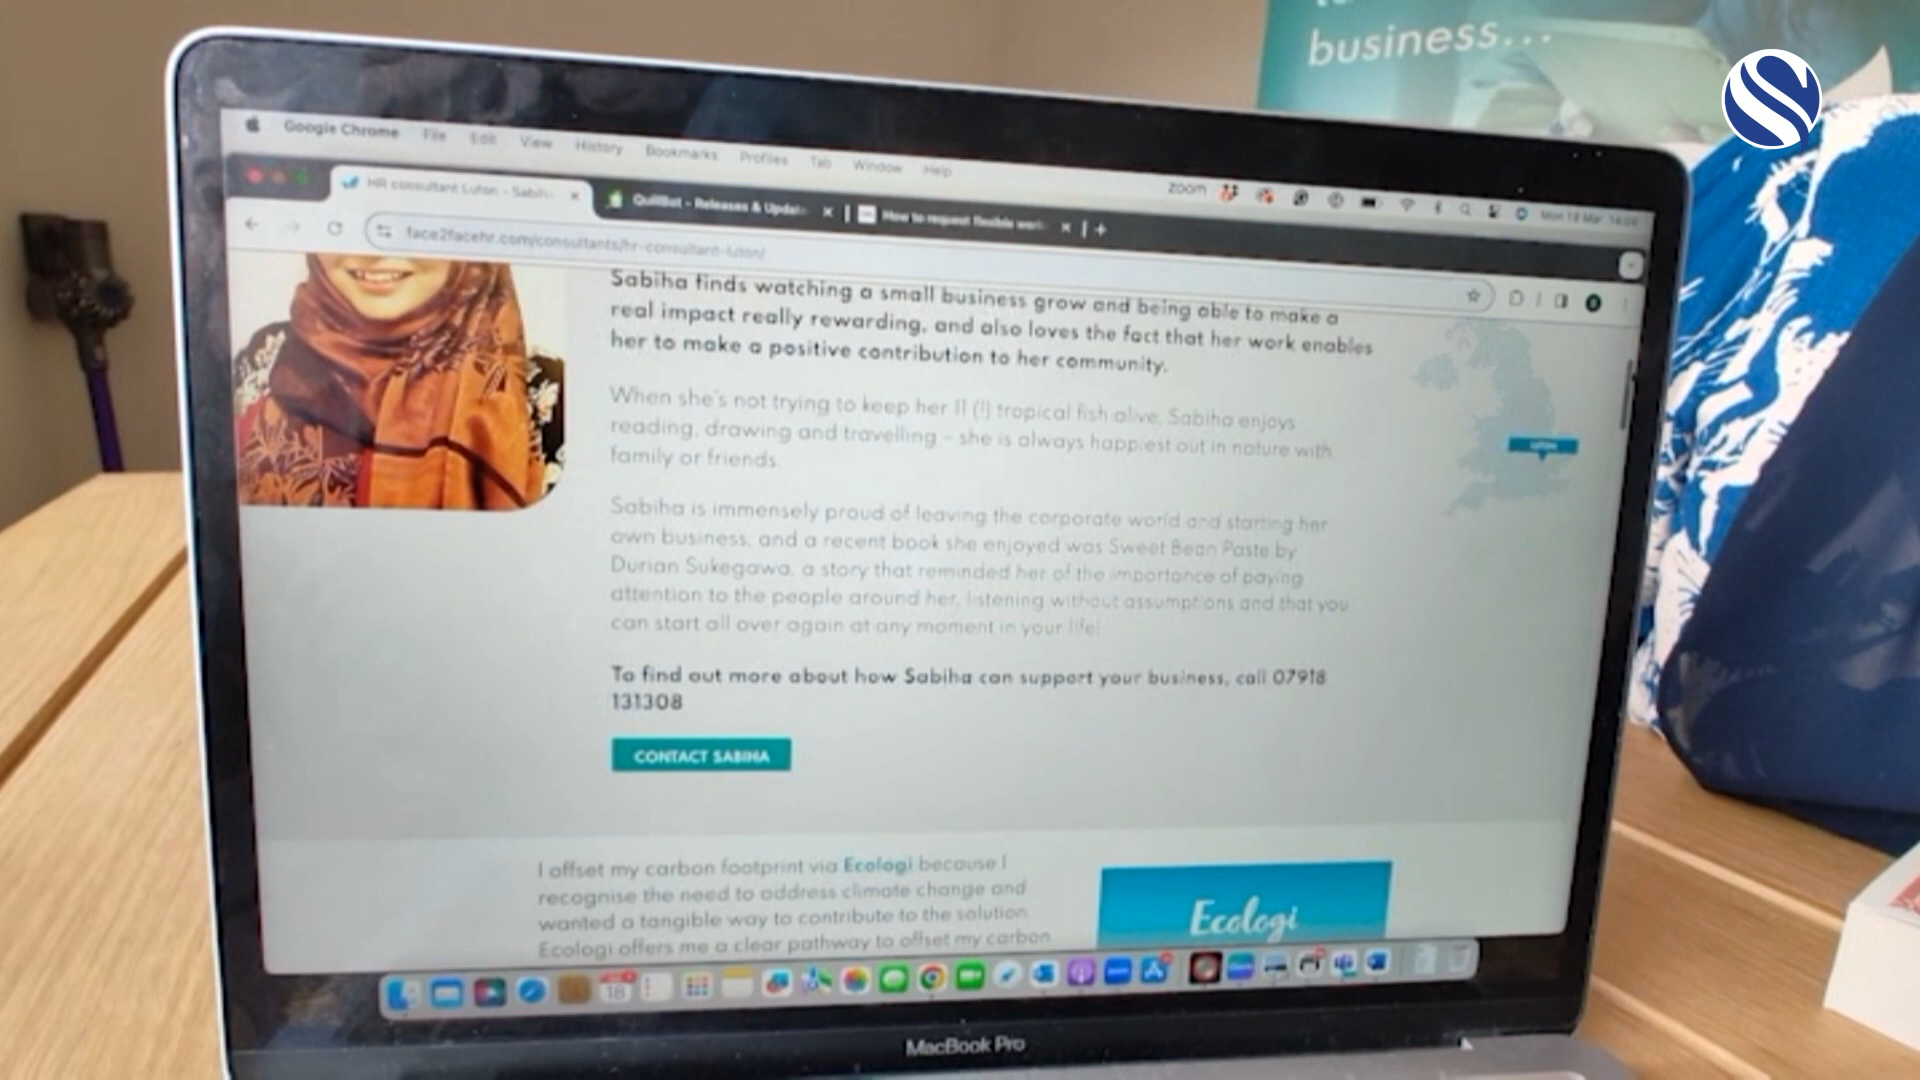 business...
Google Chrome File Edit View History Bookmarks Profiles Tab Window Help
zoom Mon 18 Mar
HR consultant Luton - Sabih
QuillBot - Releases & Updat
How to request flexible work
face2facehr.com/consultants/hr-consultant-luton/
Sabiha finds watching a small business grow and being able to make a
real impact really rewarding, and also loves the fact that her work enables
her to make a positive contribution to her community.
When she's not trying to keep her 11 (!) tropical fish alive, Sabiha enjoys
reading, drawing and travelling – she is always happiest out in nature with
family or friends.
Sabiha is immensely proud of leaving the corporate world and starting her
own business, and a recent book she enjoyed was Sweet Bean Paste by
Durian Sukegawa, a story that reminded her of the importance of paying
attention to the people around her, listening without assumptions and that you
can start all over again at any moment in your life!
To find out more about how Sabiha can support your business, call 07918
131308
CONTACT SABIHA
LUTON
I offset my carbon footprint via Ecologi because I
recognise the need to address climate change and
wanted a tangible way to contribute to the solution.
Ecologi offers me a clear pathway to offset my carbon
Ecologi
18
MacBook Pro